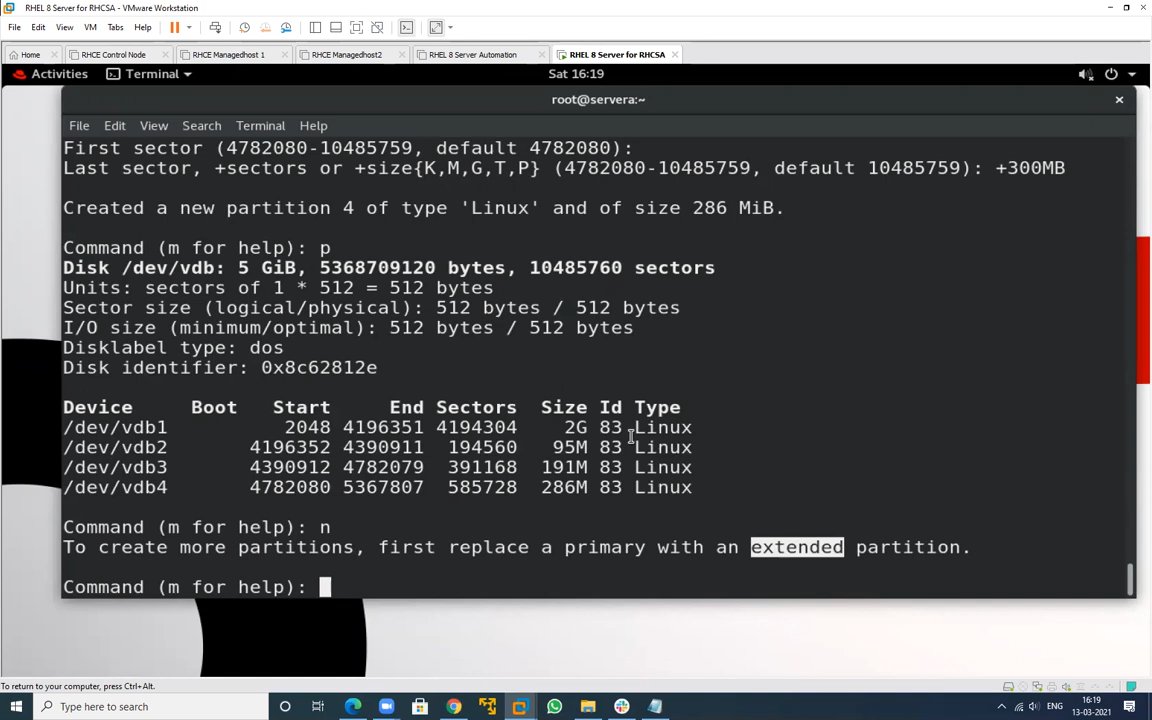 RHEL 8 Server for RHCSA - VMware Workstation
File Edit View VM Tabs Help
Home RHCE Control Node RHCE Managedhost 1 RHCE Managedhost2 RHEL 8 Server Automation RHEL 8 Server for RHCSA
Activities Terminal Sat 16:19
root@servera:~
File Edit View Search Terminal Help
First sector (4782080-10485759, default 4782080):
Last sector, +sectors or +size{K,M,G,T,P} (4782080-10485759, default 10485759): +300MB
Created a new partition 4 of type 'Linux' and of size 286 MiB.
Command (m for help): p
Disk /dev/vdb: 5 GiB, 5368709120 bytes, 10485760 sectors
Units: sectors of 1 * 512 = 512 bytes
Sector size (logical/physical): 512 bytes / 512 bytes
I/O size (minimum/optimal): 512 bytes / 512 bytes
Disklabel type: dos
Disk identifier: 0x8c62812e
Device Boot Start End Sectors Size Id Type
/dev/vdb1 2048 4196351 4194304 2G 83 Linux
/dev/vdb2 4196352 4390911 194560 95M 83 Linux
/dev/vdb3 4390912 4782079 391168 191M 83 Linux
/dev/vdb4 4782080 5367807 585728 286M 83 Linux
Command (m for help): n
To create more partitions, first replace a primary with an extended partition.
Command (m for help):
To return to your computer, press Ctrl+Alt.
Type here to search
ENG
16:19
13-03-2021